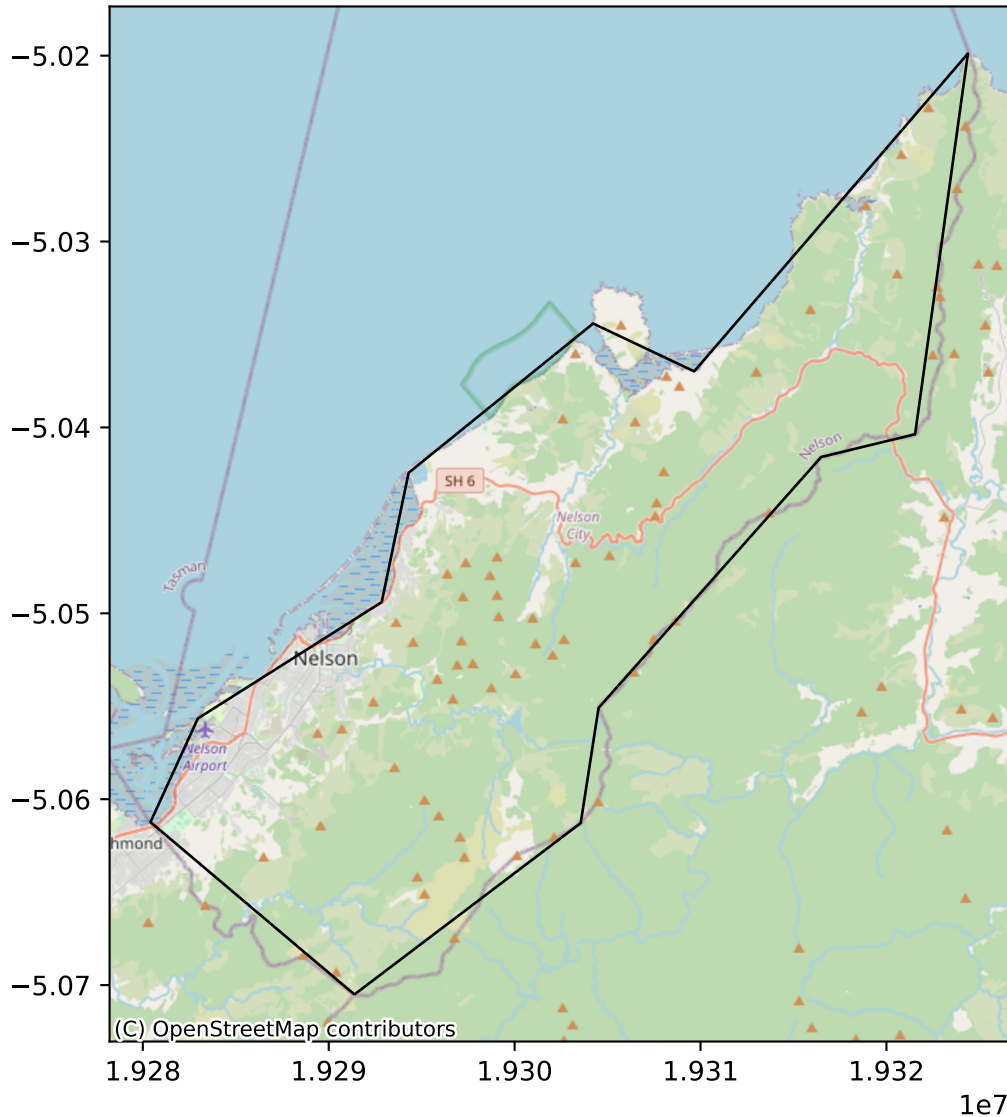 −5.02
−5.03
−5.04
SH 6
Nelson
Nelson
City
Tasman
−5.05
Nelson
Nelson
Airport
−5.06
hmond
−5.07
(C) OpenStreetMap contributors
1.928 1.929 1.930 1.931 1.932
1e7